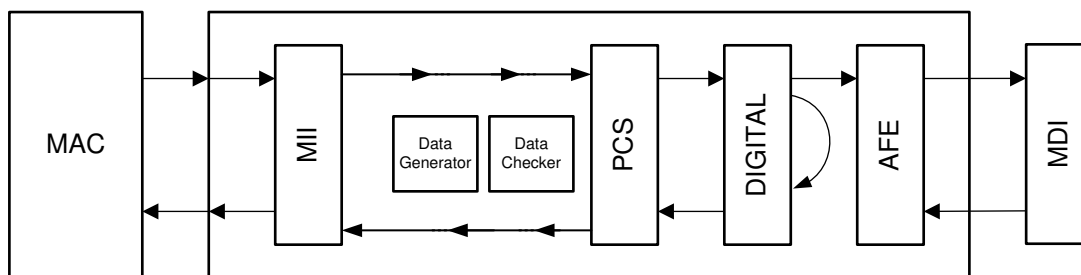 MAC
MII
Data
Generator
Data
Checker
PCS
DIGITAL
AFE
MDI